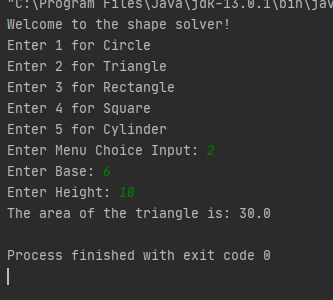 "C:\Program Files\Java\jdk-13.0.1\bin\jav
Welcome to the shape solver!
Enter 1 for Circle
Enter 2 for Triangle
Enter 3 for Rectangle
Enter 4 for Square
Enter 5 for Cylinder
Enter Menu Choice Input: 2
Enter Base: 6
Enter Height: 10
The area of the triangle is: 30.0
Process finished with exit code 0